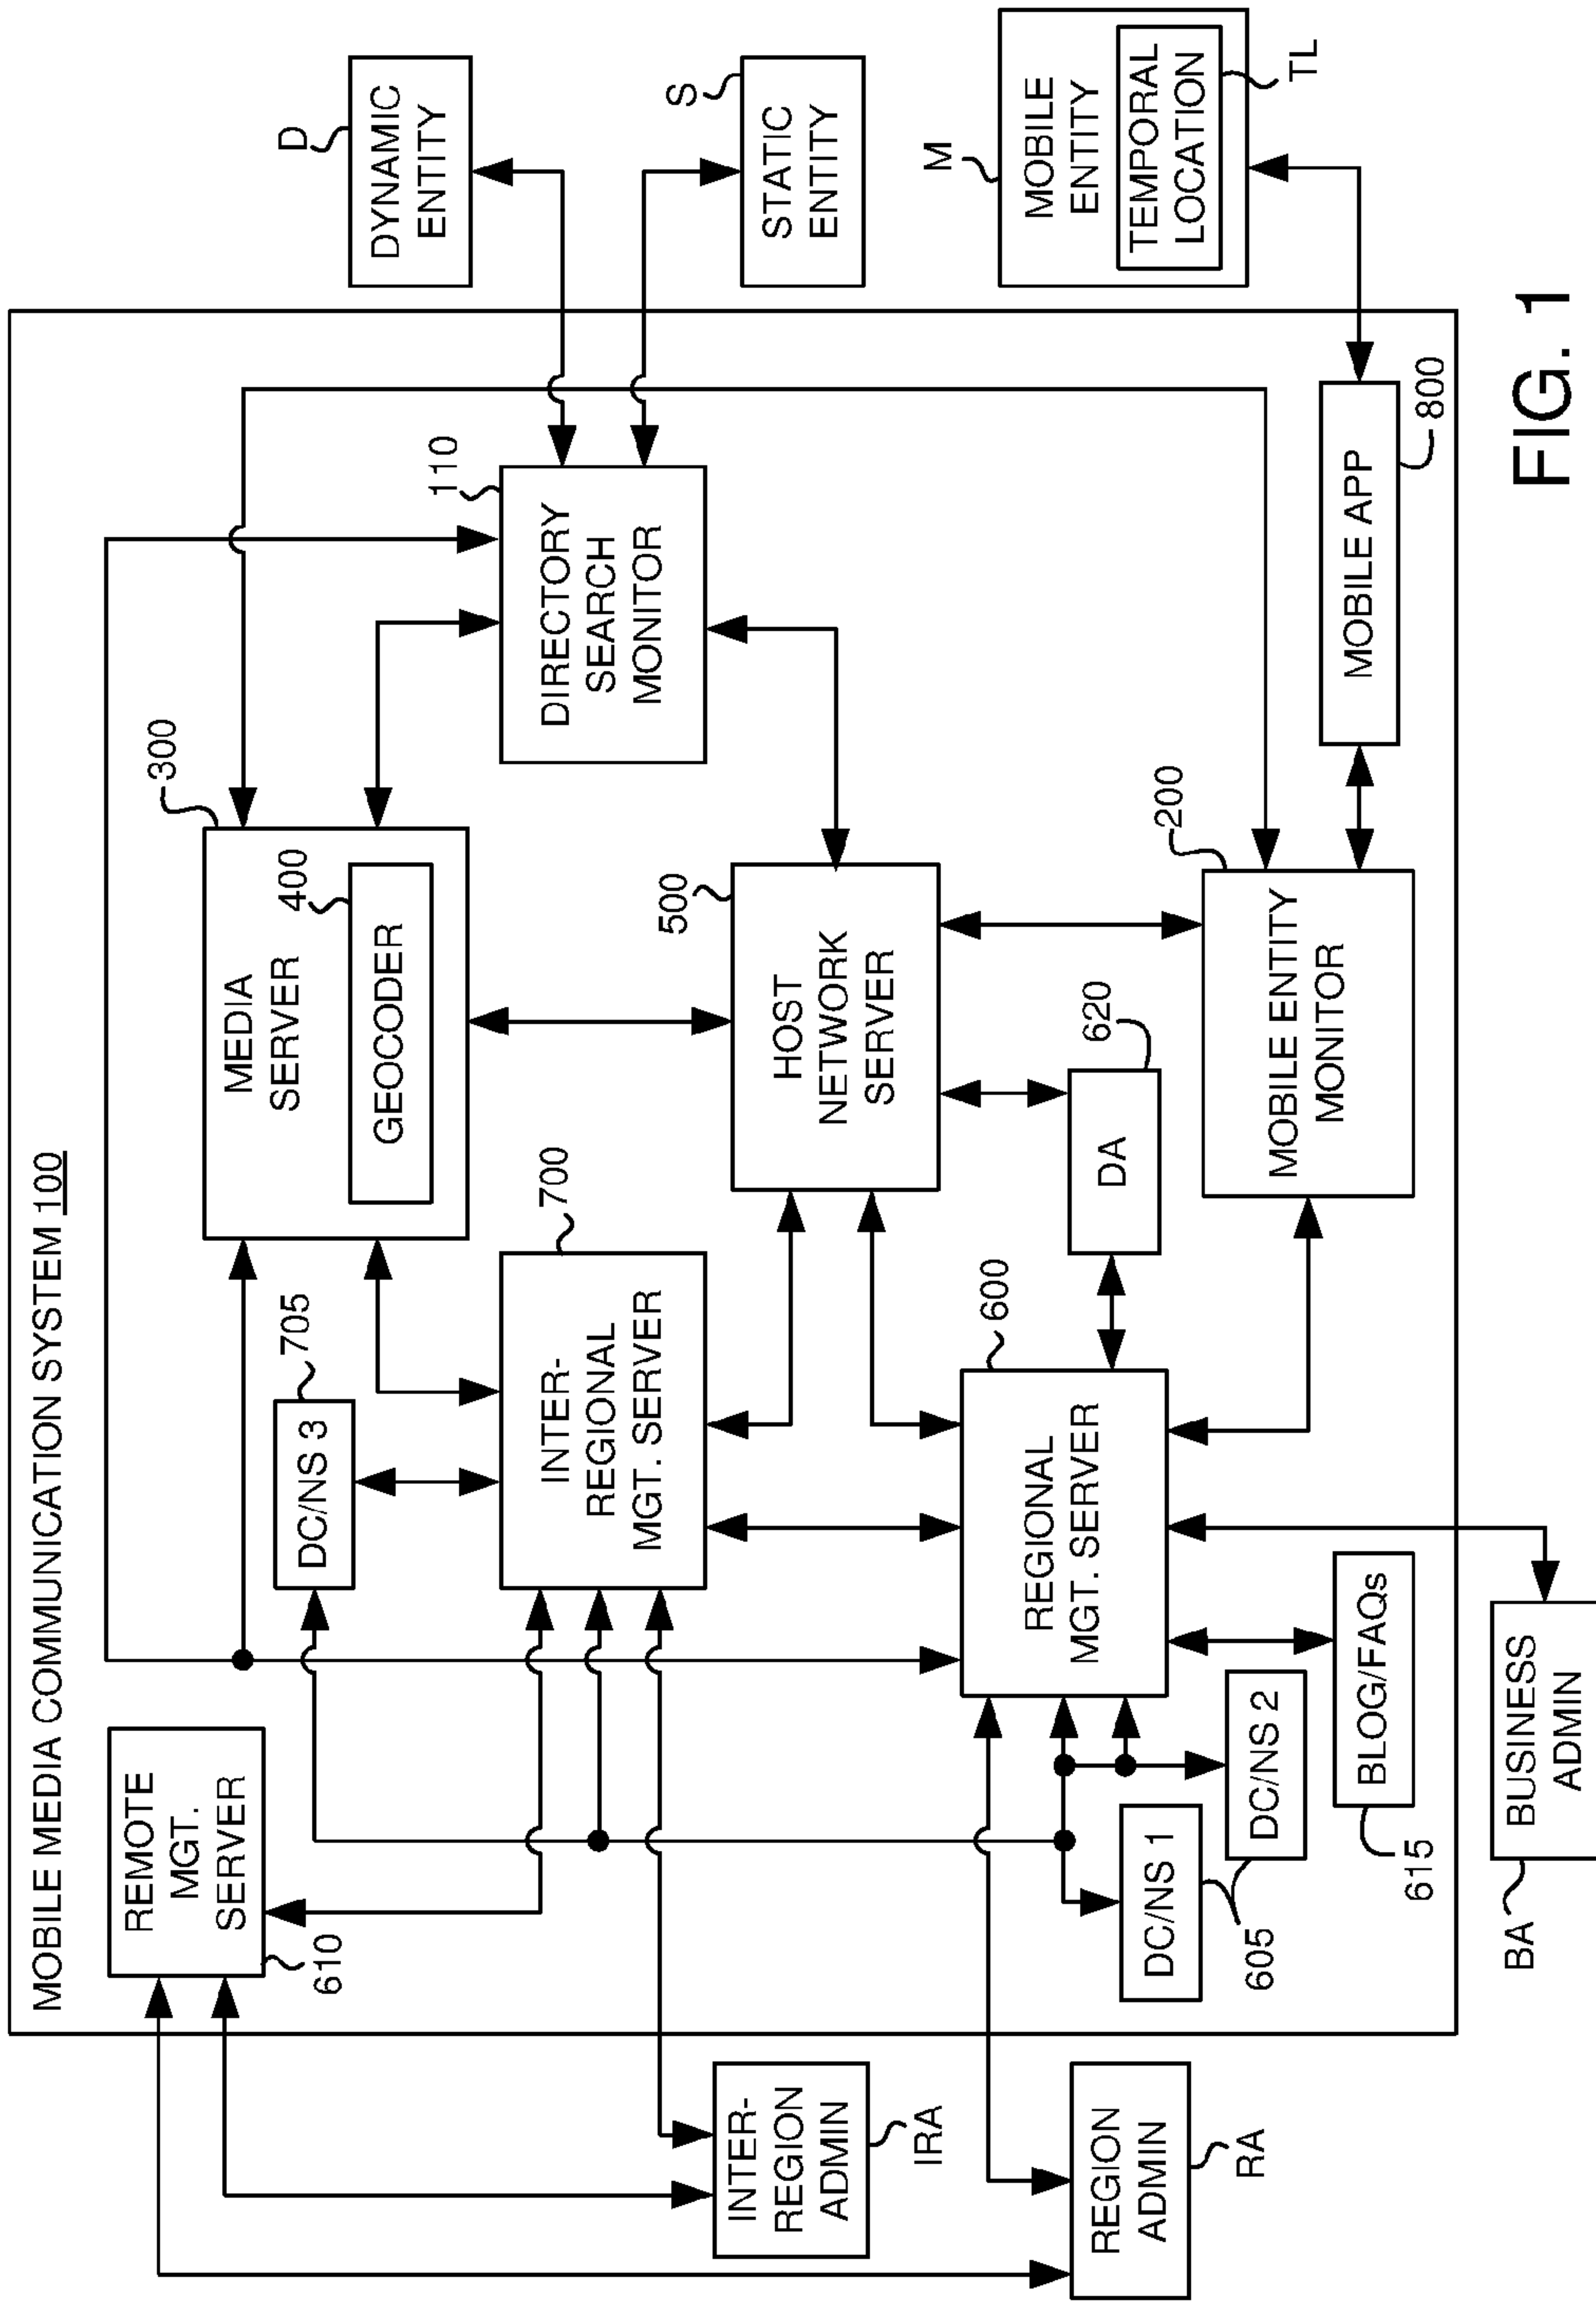 MOBILE MEDIA COMMUNICATION SYSTEM 100
REMOTE
MGT.
SERVER
610
DC/NS 3
705
MEDIA
SERVER
300
GEOCODER
400
INTER-
REGIONAL
MGT. SERVER
700
DIRECTORY
SEARCH
MONITOR
110
DYNAMIC
ENTITY
D
STATIC
ENTITY
S
HOST
NETWORK
SERVER
500
INTER-
REGION
ADMIN
IRA
REGION
ADMIN
RA
REGIONAL
MGT. SERVER
600
DA
620
MOBILE
ENTITY
M
TEMPORAL
LOCATION
TL
DC/NS 1
DC/NS 2
605
BLOG/FAQs
615
MOBILE ENTITY
MONITOR
200
MOBILE APP
800
BUSINESS
ADMIN
BA
FIG. 1